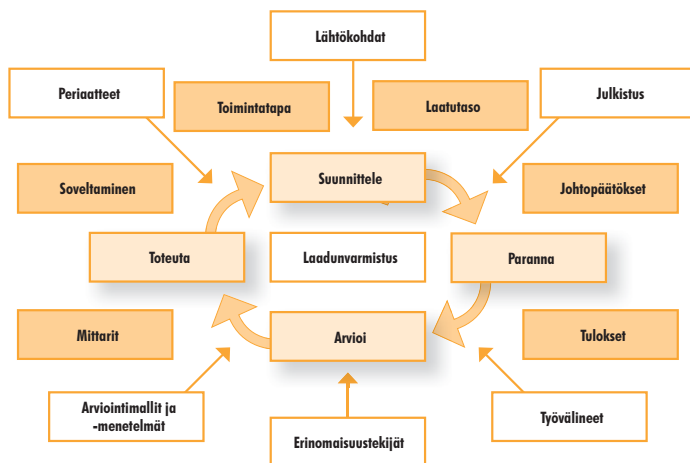 Lähtökohdat
Periaatteet
Toimintatapa
Laatutaso
Julkistus
Soveltaminen
Suunnittele
Johtopäätökset
Toteuta
Laadunvarmistus
Paranna
Mittarit
Arvioi
Tulokset
Arviointimallit ja
-menetelmät
Erinomaisuustekijät
Työvälineet